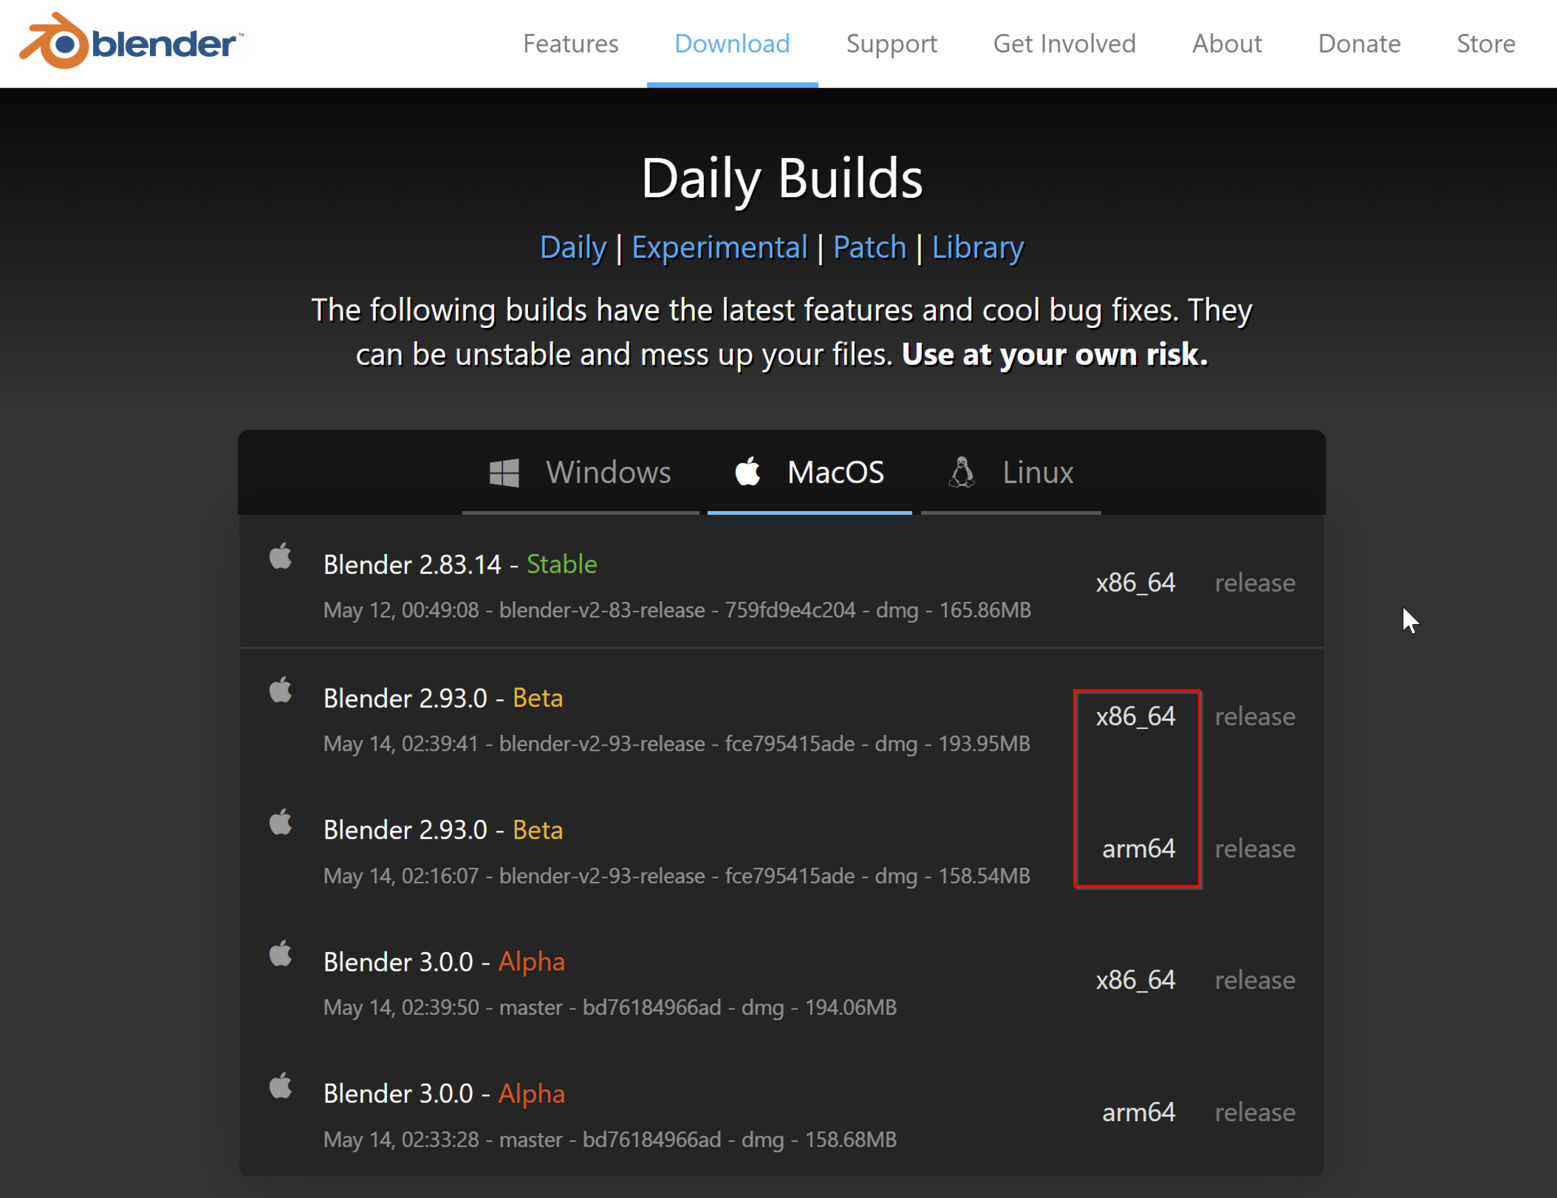 blender™
Features Download Support Get Involved About Donate Store
Daily Builds
Daily | Experimental | Patch | Library
The following builds have the latest features and cool bug fixes. They
can be unstable and mess up your files. Use at your own risk.
Windows MacOS Linux
Blender 2.83.14 - Stable
x86_64 release
May 12, 00:49:08 - blender-v2-83-release - 759fd9e4c204 - dmg - 165.86MB
Blender 2.93.0 - Beta
x86_64 release
May 14, 02:39:41 - blender-v2-93-release - fce795415ade - dmg - 193.95MB
Blender 2.93.0 - Beta
arm64 release
May 14, 02:16:07 - blender-v2-93-release - fce795415ade - dmg - 158.54MB
Blender 3.0.0 - Alpha
x86_64 release
May 14, 02:39:50 - master - bd76184966ad - dmg - 194.06MB
Blender 3.0.0 - Alpha
arm64 release
May 14, 02:33:28 - master - bd76184966ad - dmg - 158.68MB